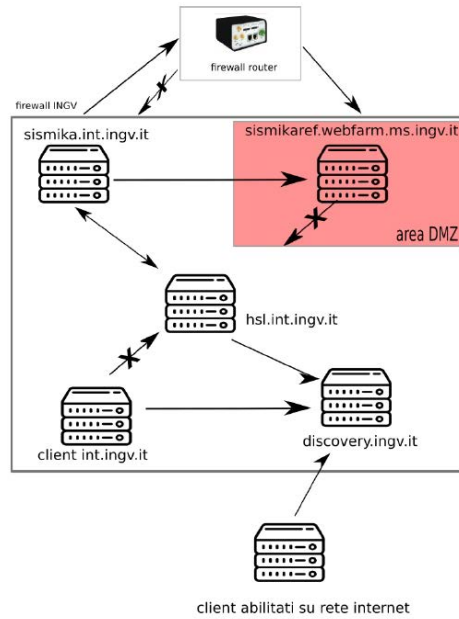 firewall router
firewall INGV
sismika.int.ingv.it
sismikaref.webfarm.ms.ingv.it
area DMZ
hsl.int.ingv.it
client int.ingv.it
discovery.ingv.it
client abilitati su rete internet